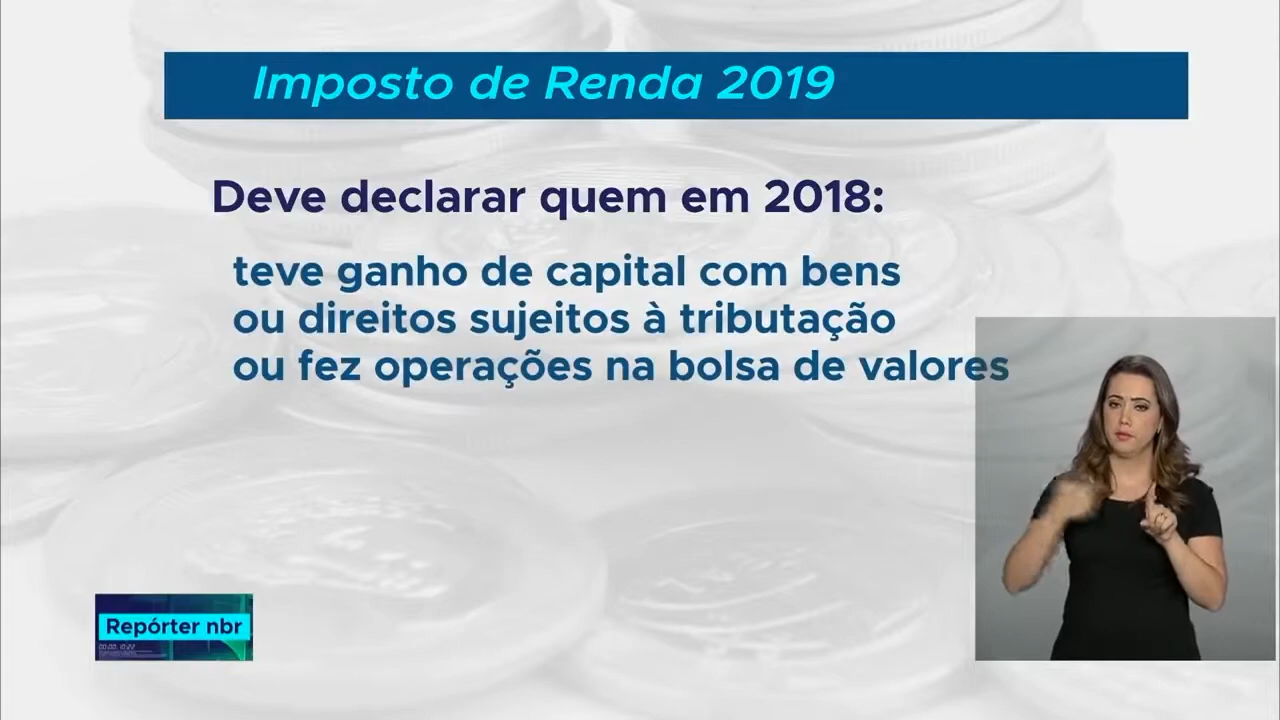 Imposto de Renda 2019
Deve declarar quem em 2018:
teve ganho de capital com bens
ou direitos sujeitos à tributação
ou fez operações na bolsa de valores
Repórter nbr